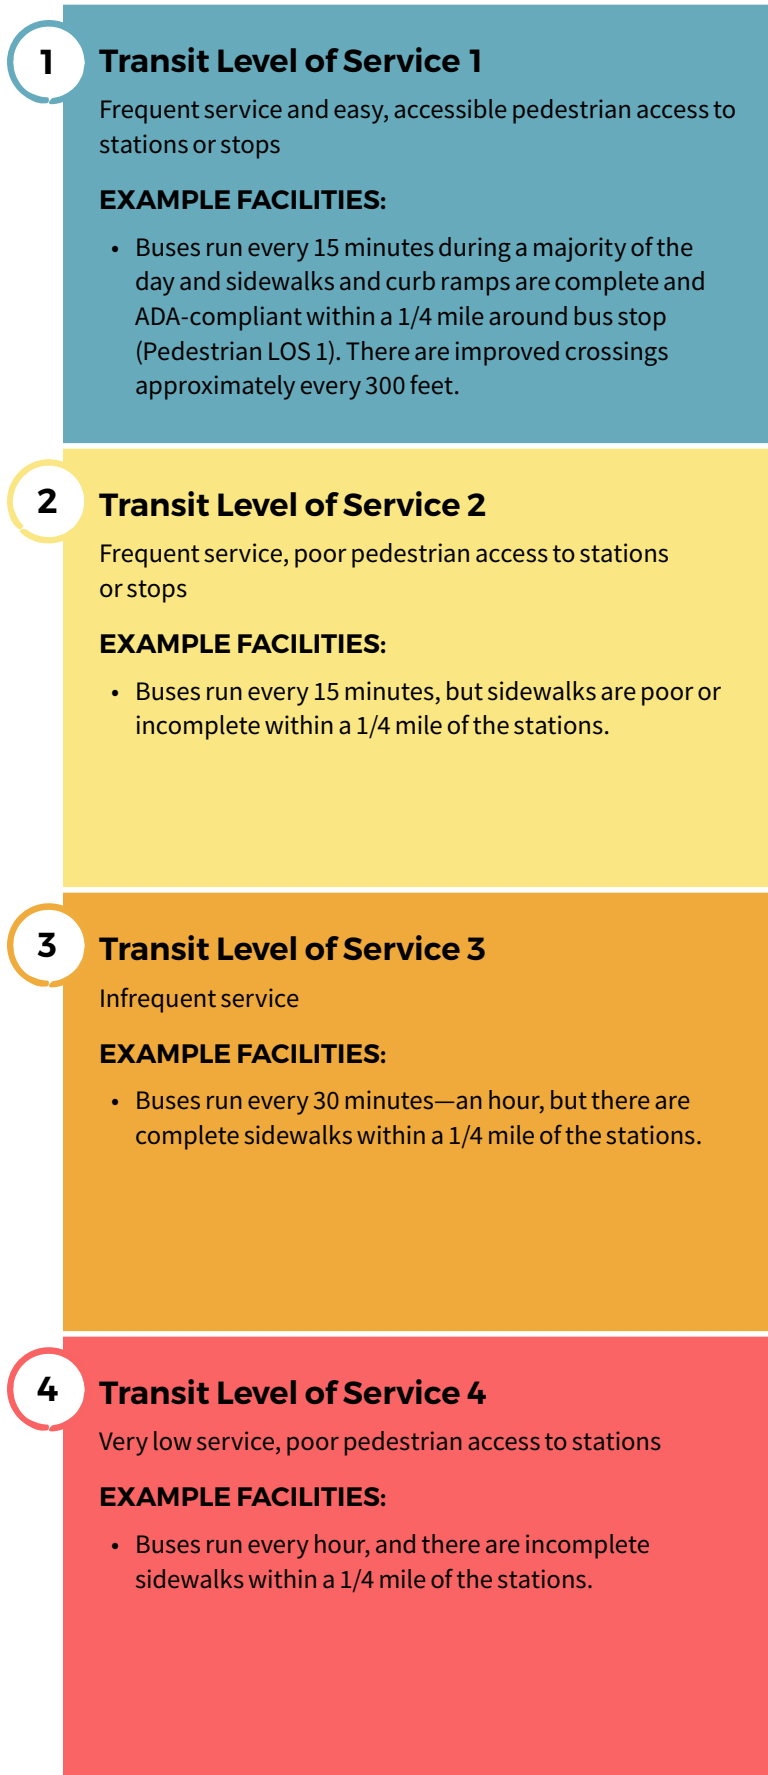 1
Transit Level of Service 1
Frequent service and easy, accessible pedestrian access to
stations or stops
EXAMPLE FACILITIES:
• Buses run every 15 minutes during a majority of the
day and sidewalks and curb ramps are complete and
ADA-compliant within a 1/4 mile around bus stop
(Pedestrian LOS 1). There are improved crossings
approximately every 300 feet.
2
Transit Level of Service 2
Frequent service, poor pedestrian access to stations
or stops
EXAMPLE FACILITIES:
• Buses run every 15 minutes, but sidewalks are poor or
incomplete within a 1/4 mile of the stations.
3
Transit Level of Service 3
Infrequent service
EXAMPLE FACILITIES:
• Buses run every 30 minutes—an hour, but there are
complete sidewalks within a 1/4 mile of the stations.
4
Transit Level of Service 4
Very low service, poor pedestrian access to stations
EXAMPLE FACILITIES:
• Buses run every hour, and there are incomplete
sidewalks within a 1/4 mile of the stations.